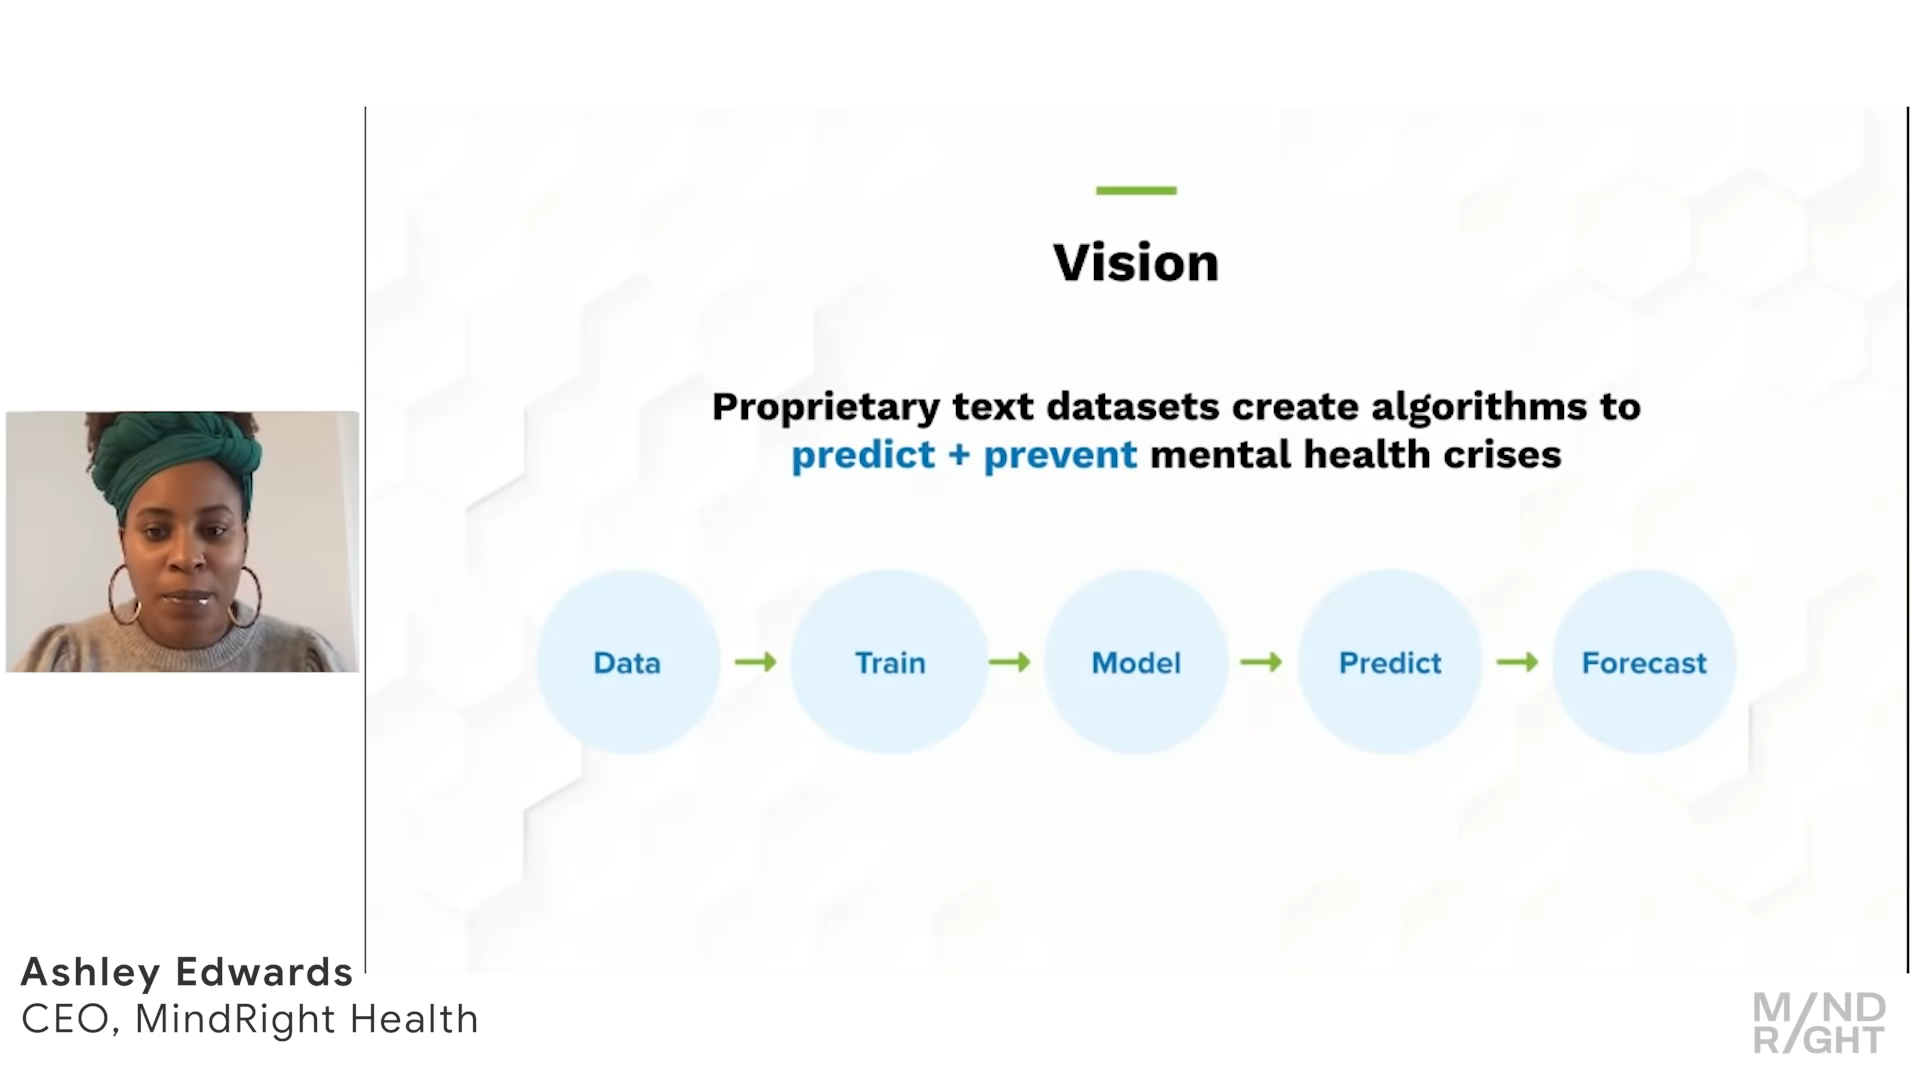 Vision
Proprietary text datasets create algorithms to
predict + prevent mental health crises
Data
Train
Model
Predict
Forecast
Ashley Edwards
CEO, MindRight Health
M/ND
R/GHT